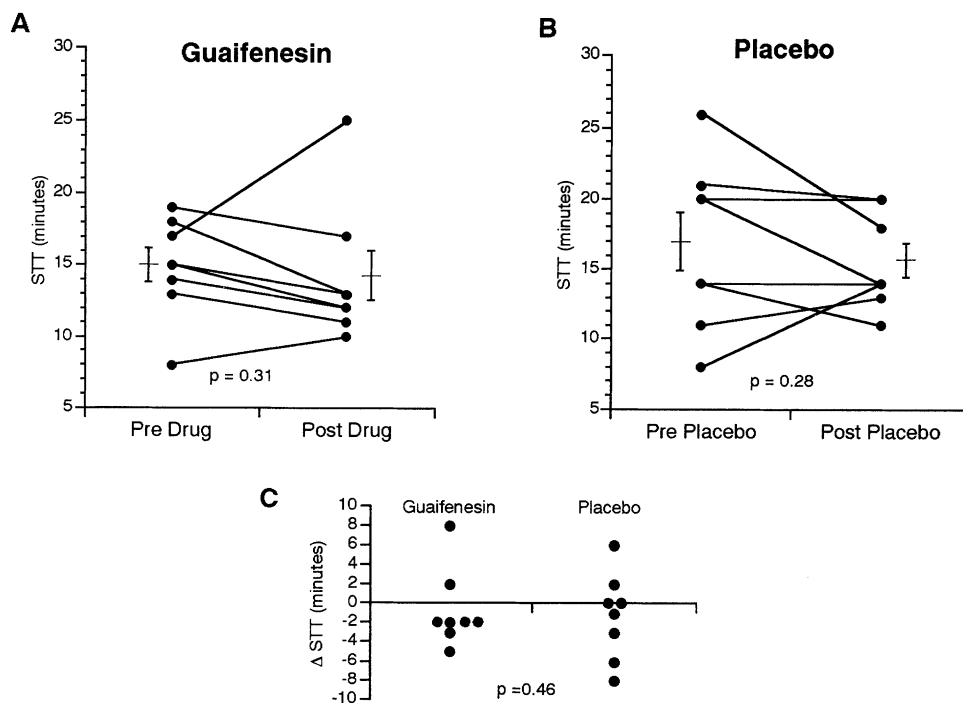 A
Guaifenesin
30
25
20
15
10
5
STT (minutes)
p = 0.31
Pre Drug
Post Drug
B
Placebo
30
25
20
15
10
5
STT (minutes)
p = 0.28
Pre Placebo
Post Placebo
C
Guaifenesin
Placebo
10
8
6
4
2
0
-2
-4
-6
-8
-10
Δ STT (minutes)
p =0.46